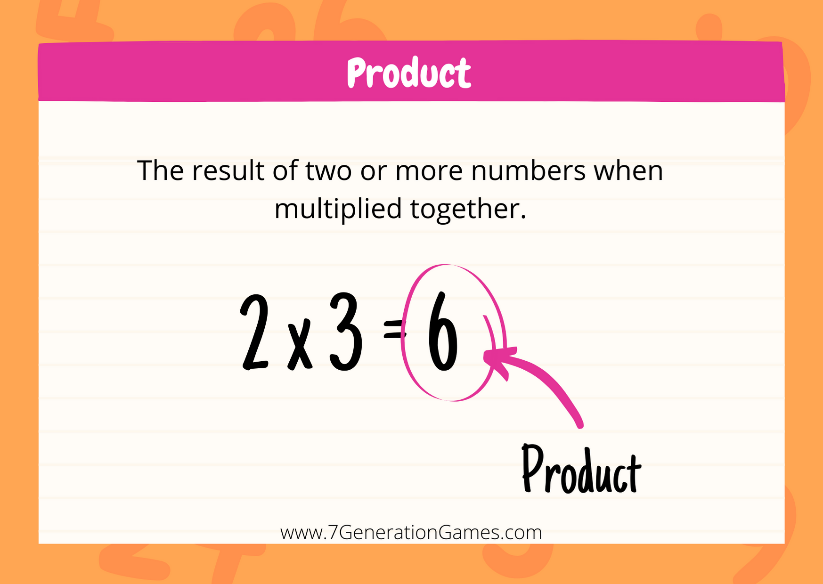 Product
The result of two or more numbers when
multiplied together.
2 x 3 = 6
Product
www.7GenerationGames.com